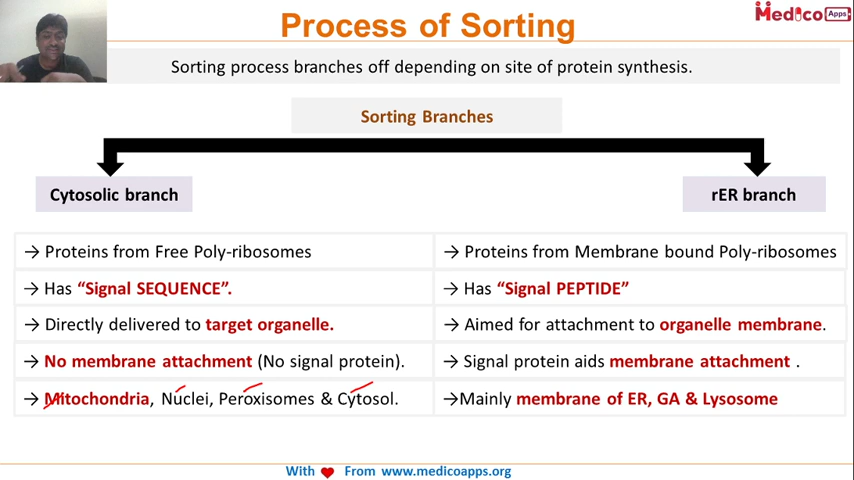 Process of Sorting
Medico Apps
Sorting process branches off depending on site of protein synthesis.
Sorting Branches
Cytosolic branch
rER branch
→ Proteins from Free Poly-ribosomes
→ Proteins from Membrane bound Poly-ribosomes
→ Has “Signal SEQUENCE”.
→ Has “Signal PEPTIDE”
→ Directly delivered to target organelle.
→ Aimed for attachment to organelle membrane.
→ No membrane attachment (No signal protein).
→ Signal protein aids membrane attachment .
→ Mitochondria, Nuclei, Peroxisomes & Cytosol.
→Mainly membrane of ER, GA & Lysosome
With ❤ From www.medicoapps.org